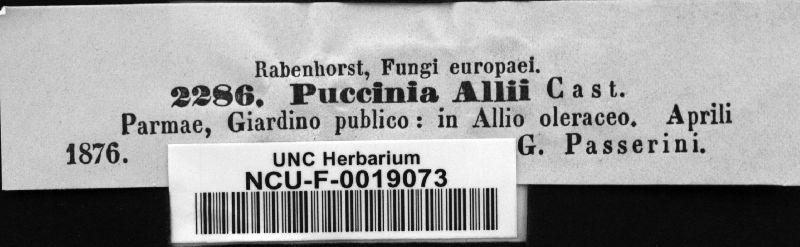 Rabenhorst, Fungi europaei.
2286. Puccinia Allii Cast.
Parmae, Giardino publico: in Allio oleraceo. Aprili
1876. G. Passerini.
UNC Herbarium
NCU-F-0019073